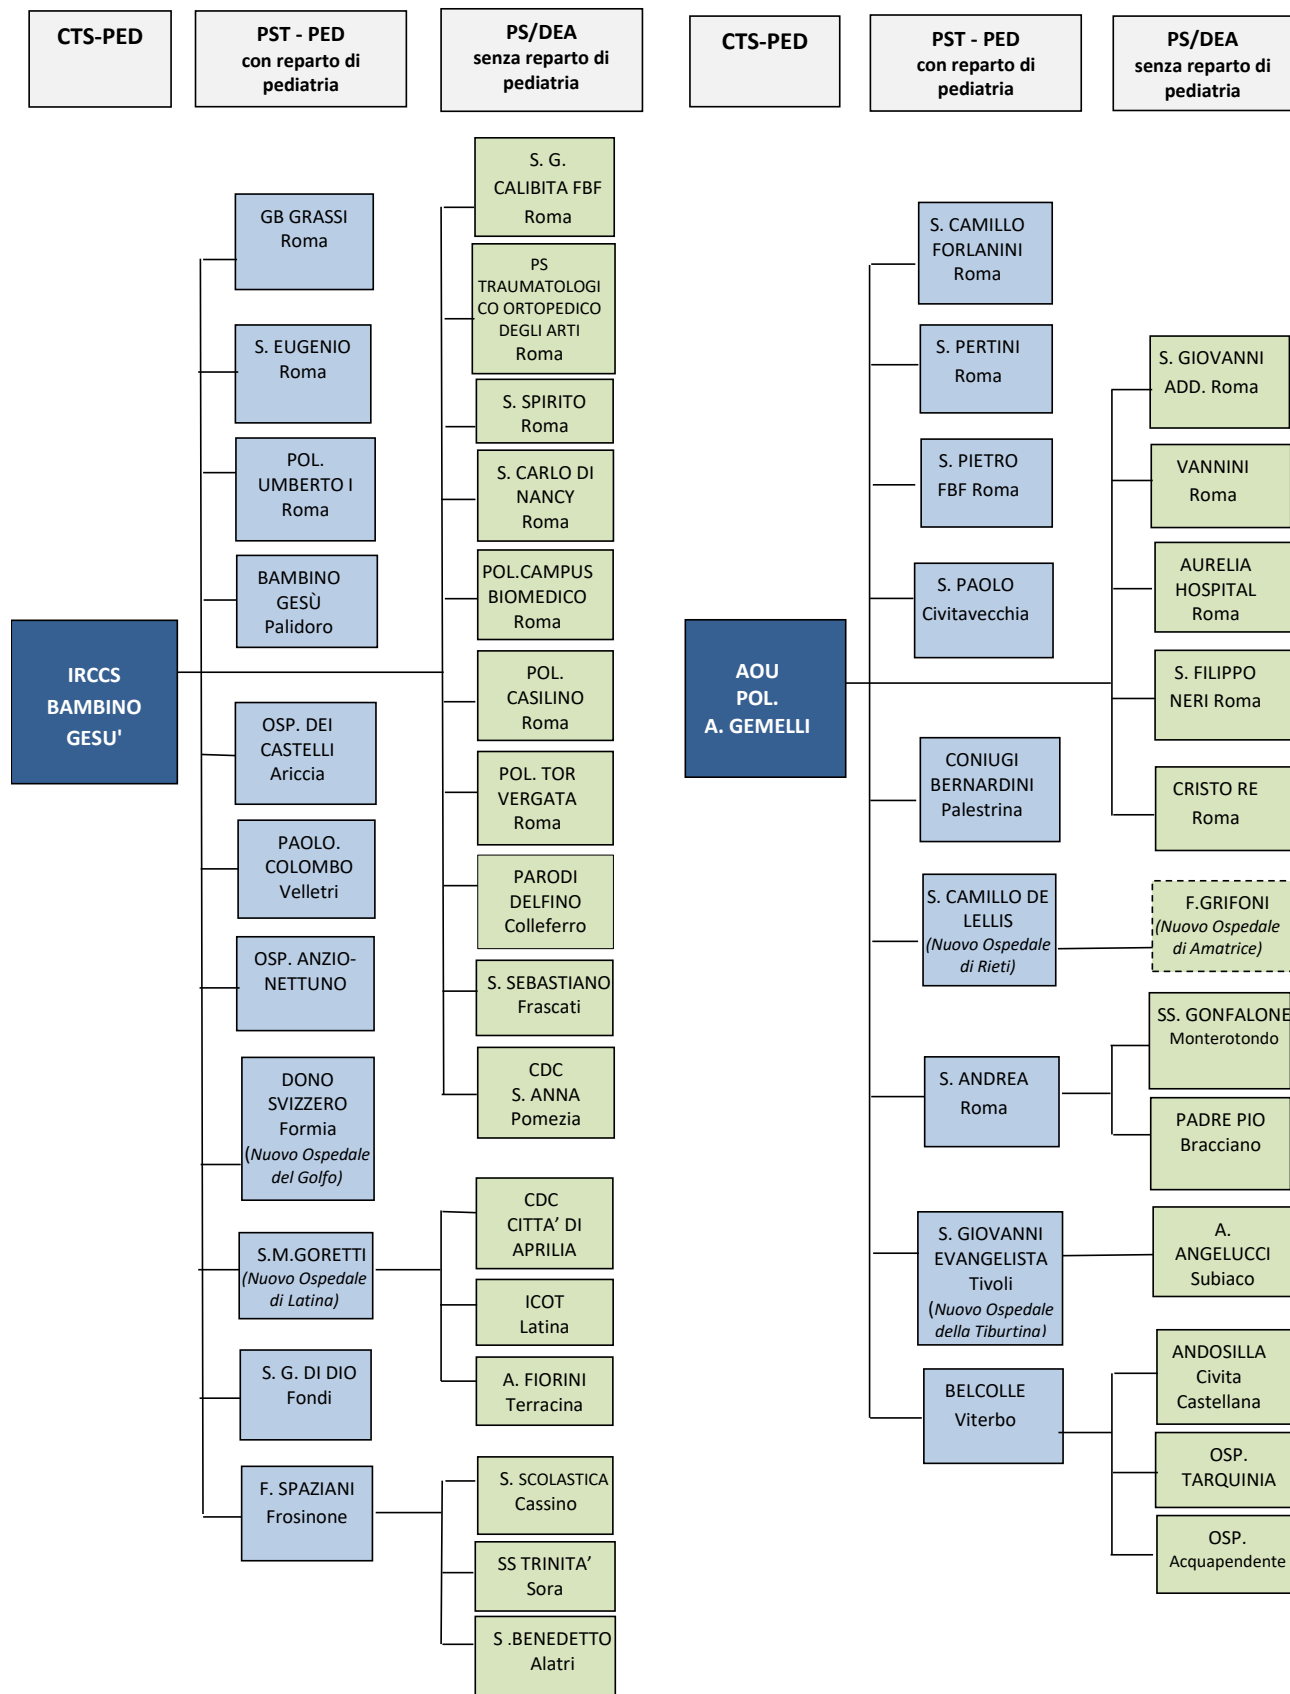 CTS-PED
PST - PED
con reparto di
pediatria
PS/DEA
senza reparto di
pediatria
IRCCS
BAMBINO
GESU'
GB GRASSI
Roma
S. EUGENIO
Roma
POL.
UMBERTO I
Roma
BAMBINO
GESÙ
Palidoro
OSP. DEI
CASTELLI
Ariccia
PAOLO.
COLOMBO
Velletri
OSP. ANZIO-
NETTUNO
DONO
SVIZZERO
Formia
(Nuovo Ospedale
del Golfo)
S.M.GORETTI
(Nuovo Ospedale
di Latina)
S. G. DI DIO
Fondi
F. SPAZIANI
Frosinone
S. G.
CALIBITA FBF
Roma
PS
TRAUMATOLOGI
CO ORTOPEDICO
DEGLI ARTI
Roma
S. SPIRITO
Roma
S. CARLO DI
NANCY
Roma
POL.CAMPUS
BIOMEDICO
Roma
POL.
CASILINO
Roma
POL. TOR
VERGATA
Roma
PARODI
DELFINO
Colleferro
S. SEBASTIANO
Frascati
CDC
S. ANNA
Pomezia
CDC
CITTA’ DI
APRILIA
ICOT
Latina
A. FIORINI
Terracina
S. SCOLASTICA
Cassino
SS TRINITA’
Sora
S .BENEDETTO
Alatri
CTS-PED
PST - PED
con reparto di
pediatria
PS/DEA
senza reparto di
pediatria
AOU
POL.
A. GEMELLI
S. CAMILLO
FORLANINI
Roma
S. PERTINI
Roma
S. PIETRO
FBF Roma
S. PAOLO
Civitavecchia
CONIUGI
BERNARDINI
Palestrina
S. CAMILLO DE
LELLIS
(Nuovo Ospedale
di Rieti)
S. ANDREA
Roma
S. GIOVANNI
EVANGELISTA
Tivoli
(Nuovo Ospedale
della Tiburtina)
BELCOLLE
Viterbo
S. GIOVANNI
ADD. Roma
VANNINI
Roma
AURELIA
HOSPITAL
Roma
S. FILIPPO
NERI Roma
CRISTO RE
Roma
F.GRIFONI
(Nuovo Ospedale
di Amatrice)
SS. GONFALONE
Monterotondo
PADRE PIO
Bracciano
A.
ANGELUCCI
Subiaco
ANDOSILLA
Civita
Castellana
OSP.
TARQUINIA
OSP.
Acquapendente